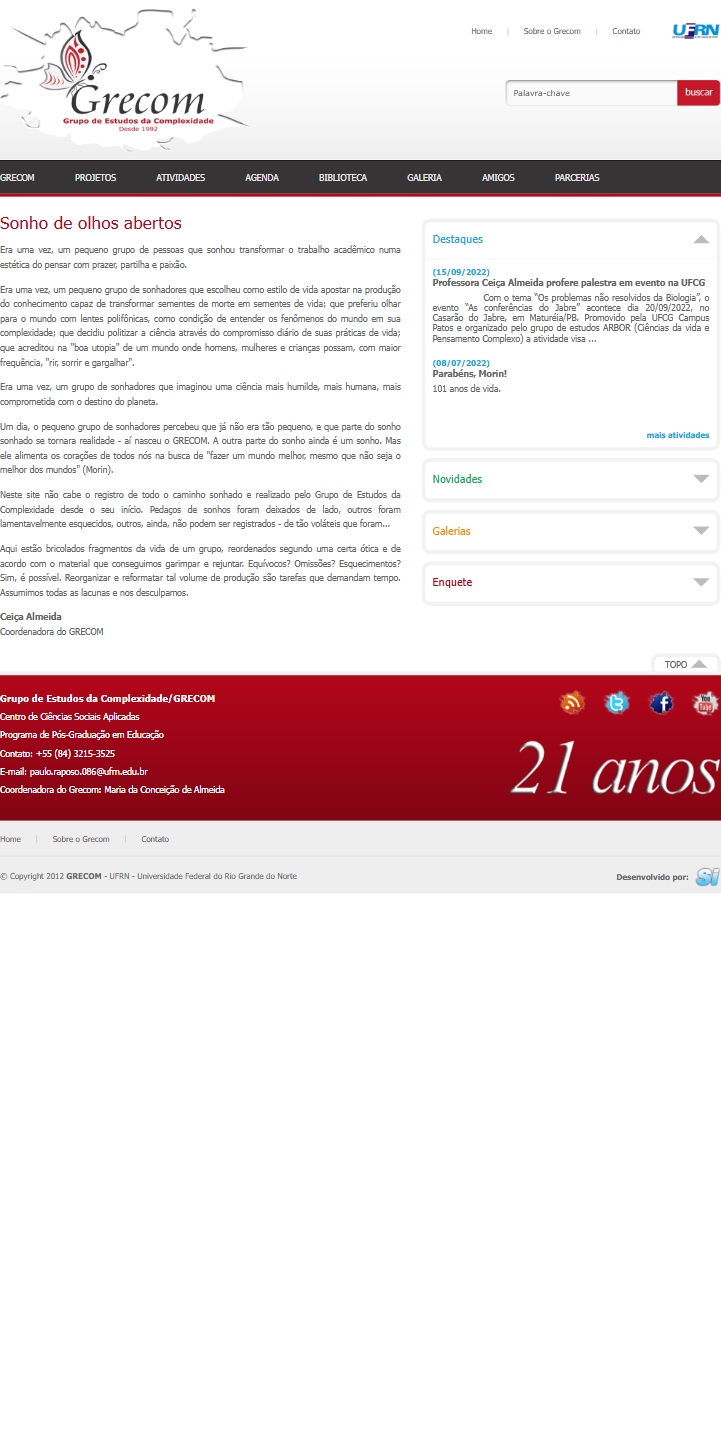 Home | Sobre o Grecom | Contato
UFRN
Grecom
Grupo de Estudos da Complexidade
Desde 1992
Palavra-chave
buscar
GRECOM PROJETOS ATIVIDADES AGENDA BIBLIOTECA GALERIA AMIGOS PARCERIAS
Sonho de olhos abertos
Era uma vez, um pequeno grupo de pessoas que sonhou transformar o trabalho acadêmico numa
estética do pensar com prazer, partilha e paixão.
Era uma vez, um pequeno grupo de sonhadores que escolheu como estilo de vida apostar na produção
do conhecimento capaz de transformar sementes de morte em sementes de vida; que preferiu olhar
para o mundo com lentes polifônicas, como condição de entender os fenômenos do mundo em sua
complexidade; que decidiu politizar a ciência através do compromisso diário de suas práticas de vida;
que acreditou na "boa utopia" de um mundo onde homens, mulheres e crianças possam, com maior
frequência, "rir, sorrir e gargalhar".
Era uma vez, um grupo de sonhadores que imaginou uma ciência mais humilde, mais humana, mais
comprometida com o destino do planeta.
Um dia, o pequeno grupo de sonhadores percebeu que já não era tão pequeno, e que parte do sonho
sonhado se tornara realidade - aí nasceu o GRECOM. A outra parte do sonho ainda é um sonho. Mas
ele alimenta os corações de todos nós na busca de "fazer um mundo melhor, mesmo que não seja o
melhor dos mundos" (Morin).
Neste site não cabe o registro de todo o caminho sonhado e realizado pelo Grupo de Estudos da
Complexidade desde o seu início. Pedaços de sonhos foram deixados de lado, outros foram
lamentavelmente esquecidos, outros, ainda, não podem ser registrados - de tão voláteis que foram...
Aqui estão bricolados fragmentos da vida de um grupo, reordenados segundo uma certa ótica e de
acordo com o material que conseguimos garimpar e rejuntar. Equívocos? Omissões? Esquecimentos?
Sim, é possível. Reorganizar e reformatar tal volume de produção são tarefas que demandam tempo.
Assumimos todas as lacunas e nos desculpamos.
Ceiça Almeida
Coordenadora do GRECOM
Destaques
(15/09/2022)
Professora Ceiça Almeida profere palestra em evento na UFCG
Com o tema “Os problemas não resolvidos da Biologia”, o
evento “As conferências do Jabre” acontece dia 20/09/2022, no
Casarão do Jabre, em Maturéia/PB. Promovido pela UFCG Campus
Patos e organizado pelo grupo de estudos ARBOR (Ciências da vida e
Pensamento Complexo) a atividade visa ...
(08/07/2022)
Parabéns, Morin!
101 anos de vida.
mais atividades
Novidades
Galerias
Enquete
TOPO
Grupo de Estudos da Complexidade/GRECOM
Centro de Ciências Sociais Aplicadas
Programa de Pós-Graduação em Educação
Contato: +55 (84) 3215-3525
E-mail: paulo.raposo.086@ufrn.edu.br
Coordenadora do Grecom: Maria da Conceição de Almeida
You Tube
21 anos
Home | Sobre o Grecom | Contato
© Copyright 2012 GRECOM - UFRN - Universidade Federal do Rio Grande do Norte
Desenvolvido por: Si